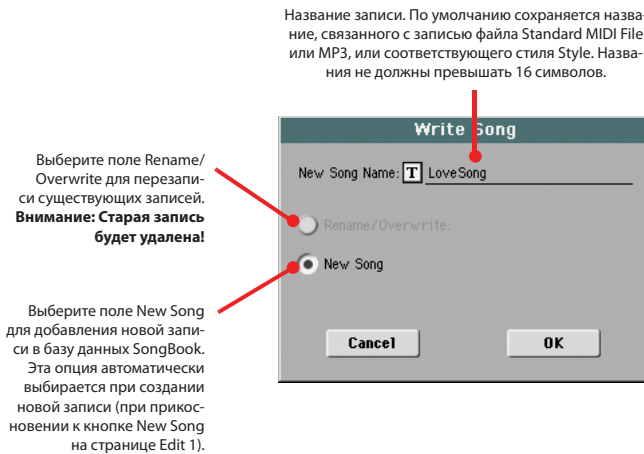 Название записи. По умолчанию сохраняется назва-
ние, связанного с записью файла Standard MIDI File
или MP3, или соответствующего стиля Style. Назва-
ния не должны превышать 16 символов.
Write Song
New Song Name: T LoveSong
Выберите поле Rename/
Overwrite для перезапи-
си существующих записей.
Внимание: Старая запись
будет удалена!
Rename/Overwrite:
New Song
Выберите поле New Song
для добавления новой запи-
си в базу данных SongBook.
Эта опция автоматически
выбирается при создании
новой записи (при прикос-
новении к кнопке New Song
на странице Edit 1).
Cancel
OK